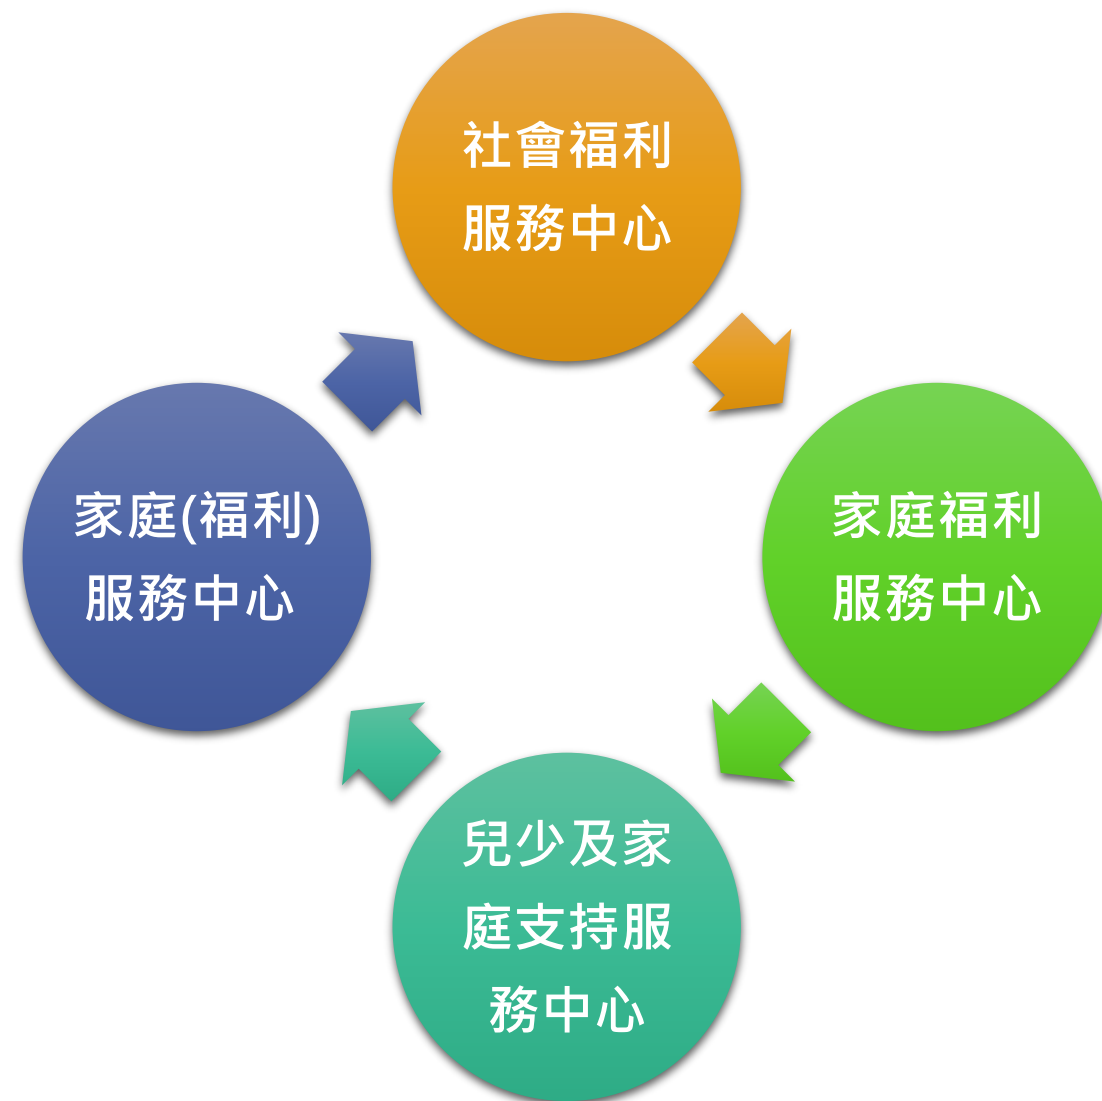 社會福利
服務中心
家庭(福利)
服務中心
家庭福利
服務中心
兒少及家
庭支持服
務中心